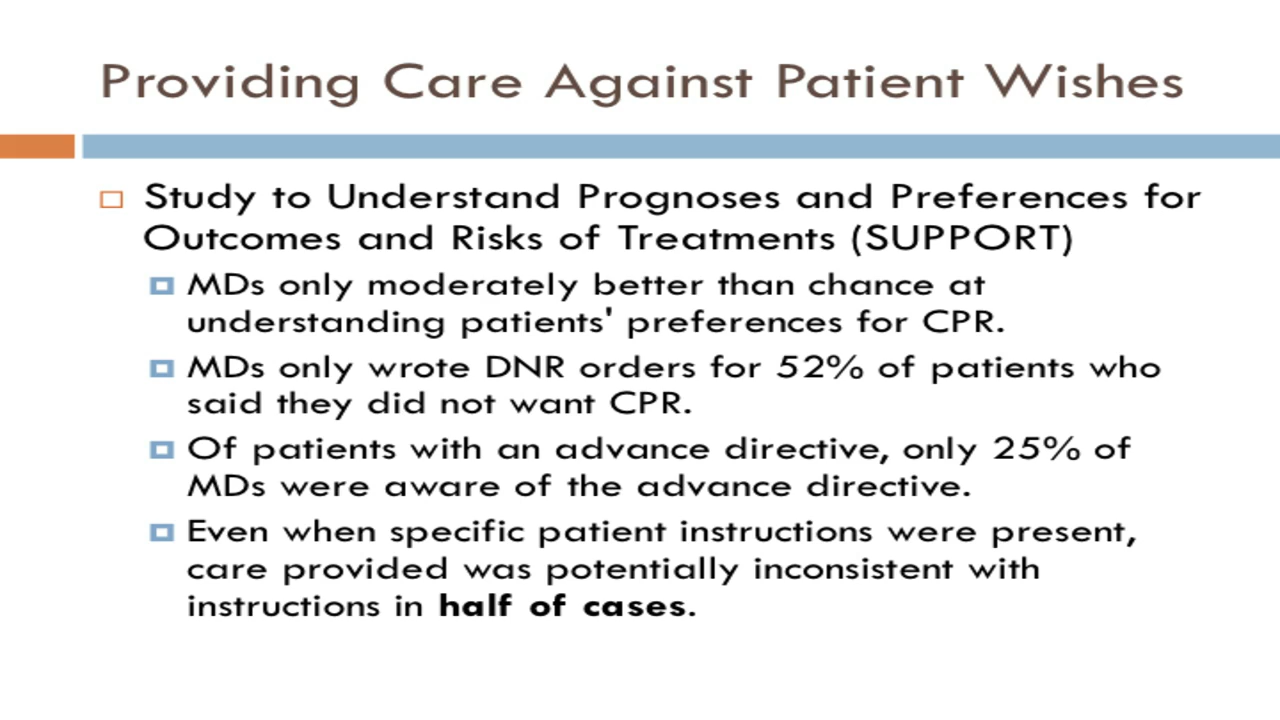 Providing Care Against Patient Wishes
Study to Understand Prognoses and Preferences for
Outcomes and Risks of Treatments (SUPPORT)
MDs only moderately better than chance at
understanding patients' preferences for CPR.
MDs only wrote DNR orders for 52% of patients who
said they did not want CPR.
Of patients with an advance directive, only 25% of
MDs were aware of the advance directive.
Even when specific patient instructions were present,
care provided was potentially inconsistent with
instructions in half of cases.